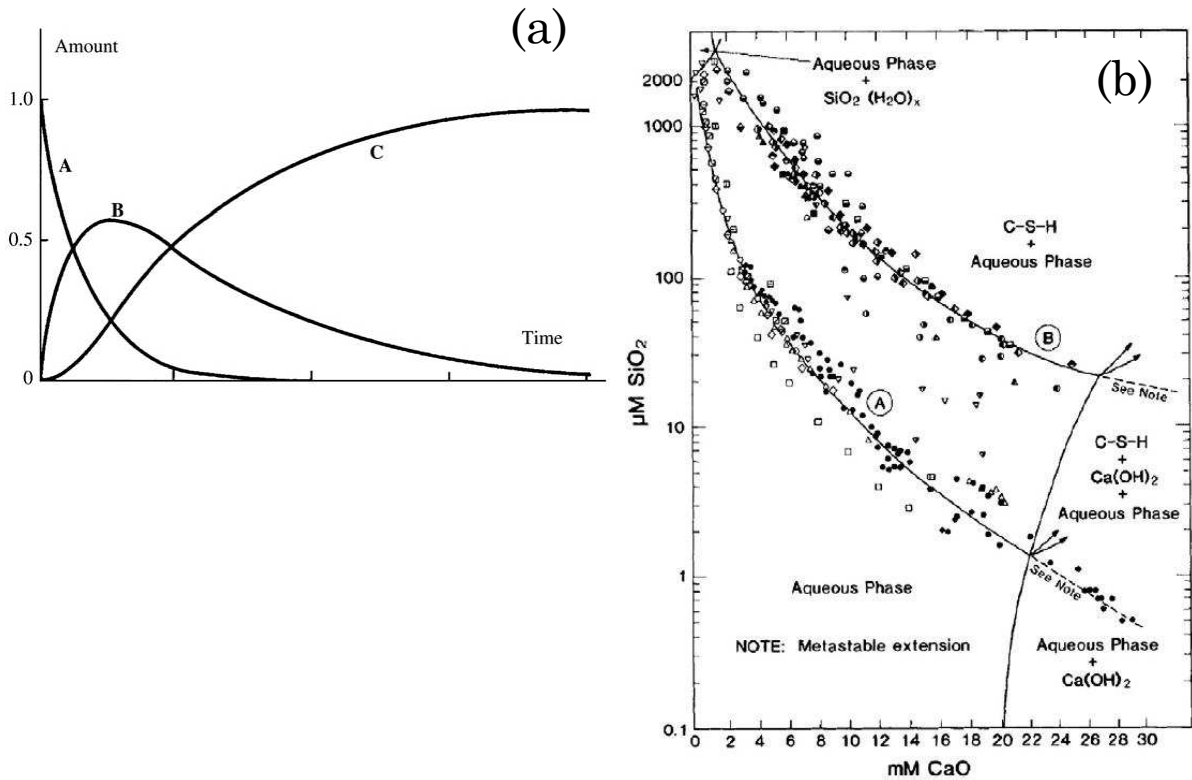 (a)
Amount
1.0
A
C
B
0.5
Time
0
(b)
2000
1000
100
10
1
0.1
µM SiO₂
Aqueous Phase
+
SiO₂ (H₂O)ₓ
C-S-H
+
Aqueous Phase
B
See Note
A
C-S-H
+
Ca(OH)₂
+
Aqueous Phase
See Note
Aqueous Phase
NOTE: Metastable extension
Aqueous Phase
+
Ca(OH)₂
0 2 4 6 8 10 12 14 16 18 20 22 24 26 28 30
mM CaO